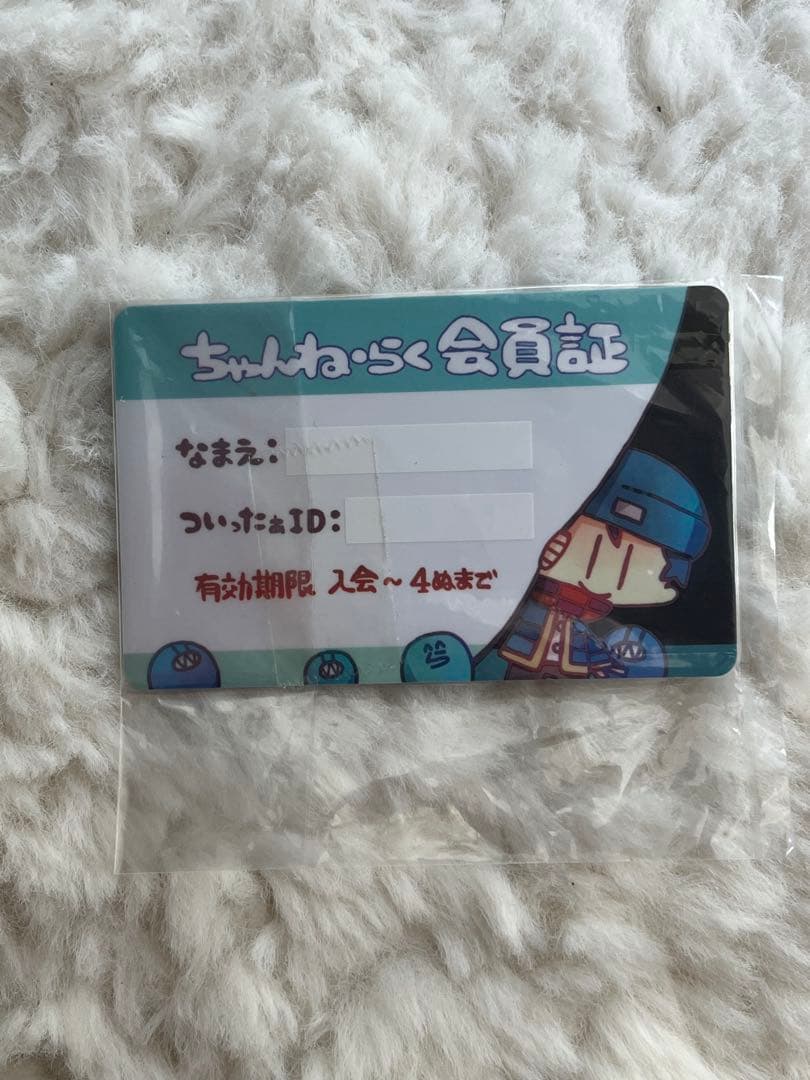 ちゃんね・らく会員証
なまえ:
ついったぁID:
有効期限 入会~4ぬまで
ら